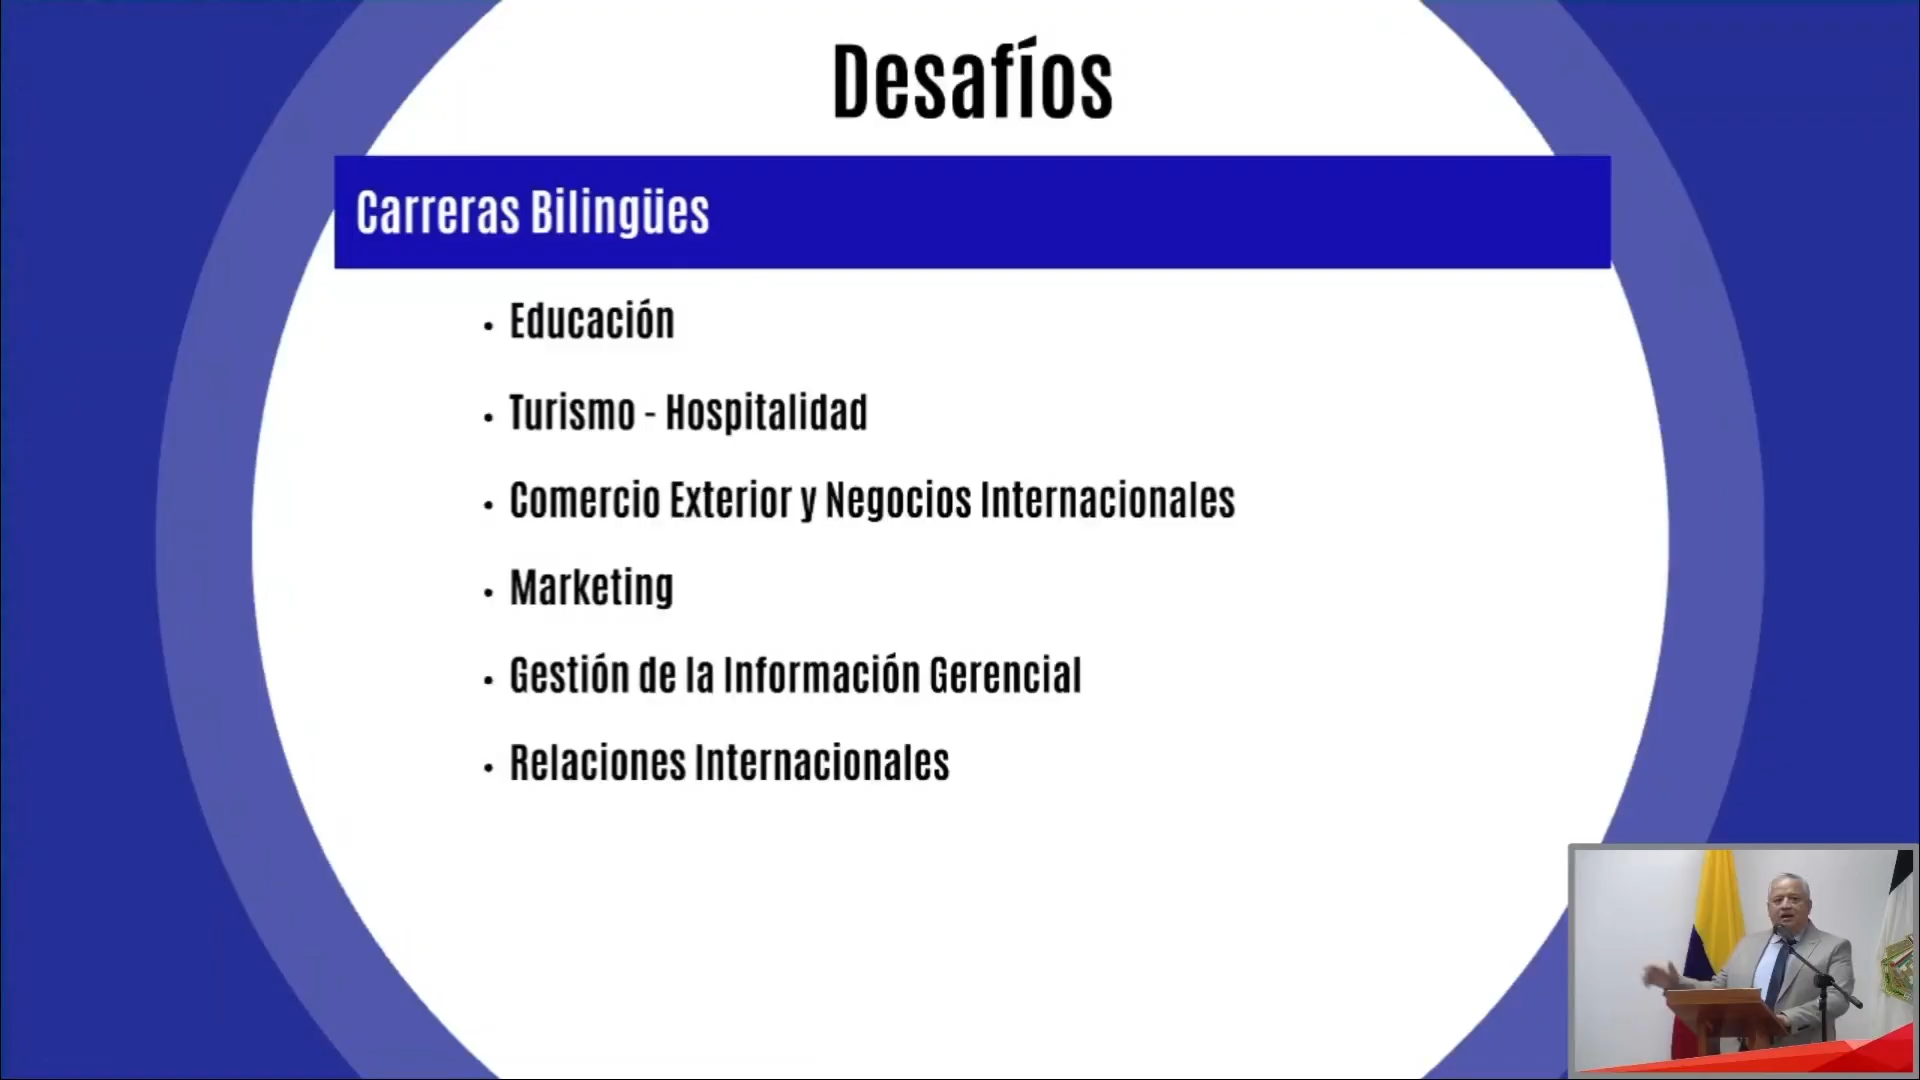 Desafíos
Carreras Bilingües
• Educación
• Turismo - Hospitalidad
• Comercio Exterior y Negocios Internacionales
• Marketing
• Gestión de la Información Gerencial
• Relaciones Internacionales